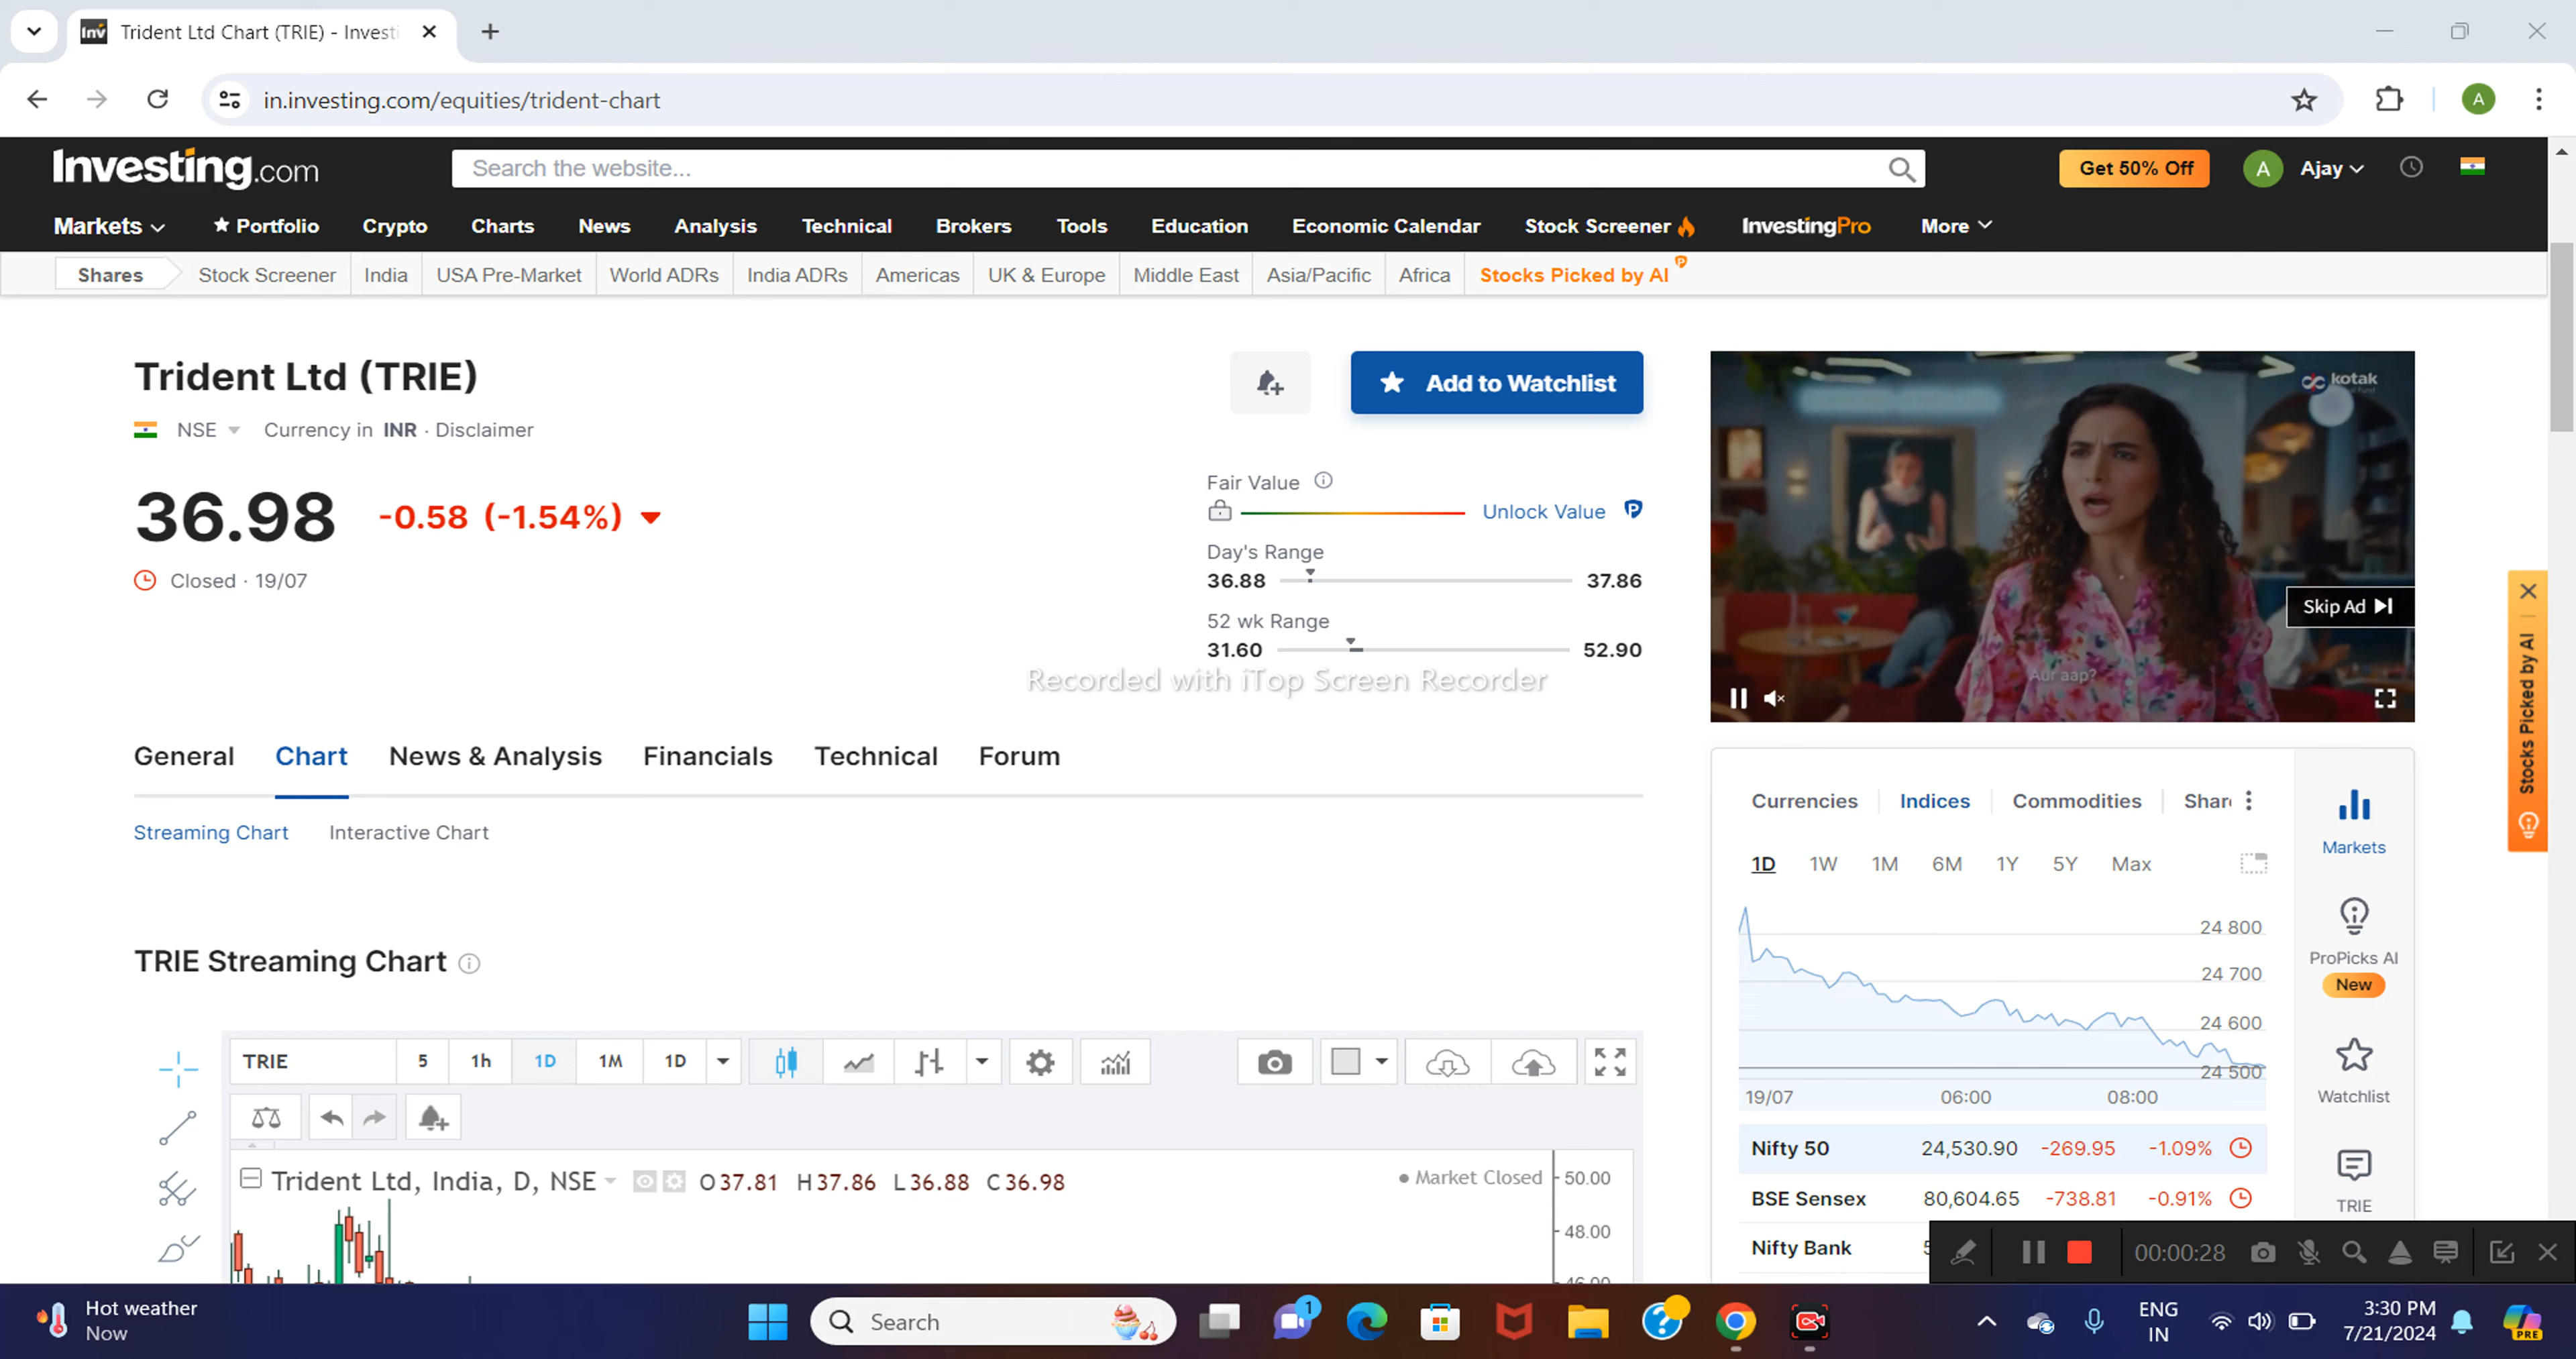 Trident Ltd Chart (TRIE) - Investi
in.investing.com/equities/trident-chart
A
Investing.com
Search the website...
Get 50% Off
A
Ajay
Markets
Portfolio
Crypto
Charts
News
Analysis
Technical
Brokers
Tools
Education
Economic Calendar
Stock Screener
InvestingPro
More
Shares
Stock Screener
India
USA Pre-Market
World ADRs
India ADRs
Americas
UK & Europe
Middle East
Asia/Pacific
Africa
Stocks Picked by AI
Trident Ltd (TRIE)
Add to Watchlist
NSE
Currency in INR · Disclaimer
36.98
-0.58 (-1.54%)
Closed · 19/07
Fair Value
Unlock Value
Day's Range
36.88
37.86
52 wk Range
31.60
52.90
Recorded with iTop Screen Recorder
kotak
Skip Ad
Aur aap?
Stocks Picked by AI
General
Chart
News & Analysis
Financials
Technical
Forum
Streaming Chart
Interactive Chart
TRIE Streaming Chart
TRIE
5
1h
1D
1M
1D
Trident Ltd, India, D, NSE
O37.81 H37.86 L36.88 C36.98
Market Closed
50.00
48.00
46.00
Currencies
Indices
Commodities
Shar
1D
1W
1M
6M
1Y
5Y
Max
24 800
24 700
24 600
24 500
19/07
06:00
08:00
Nifty 50 24,530.90 -269.95 -1.09%
BSE Sensex 80,604.65 -738.81 -0.91%
Nifty Bank
Markets
ProPicks AI
New
Watchlist
TRIE
00:00:28
Hot weather
Now
Search
1
ENG
IN
3:30 PM
7/21/2024
PRE